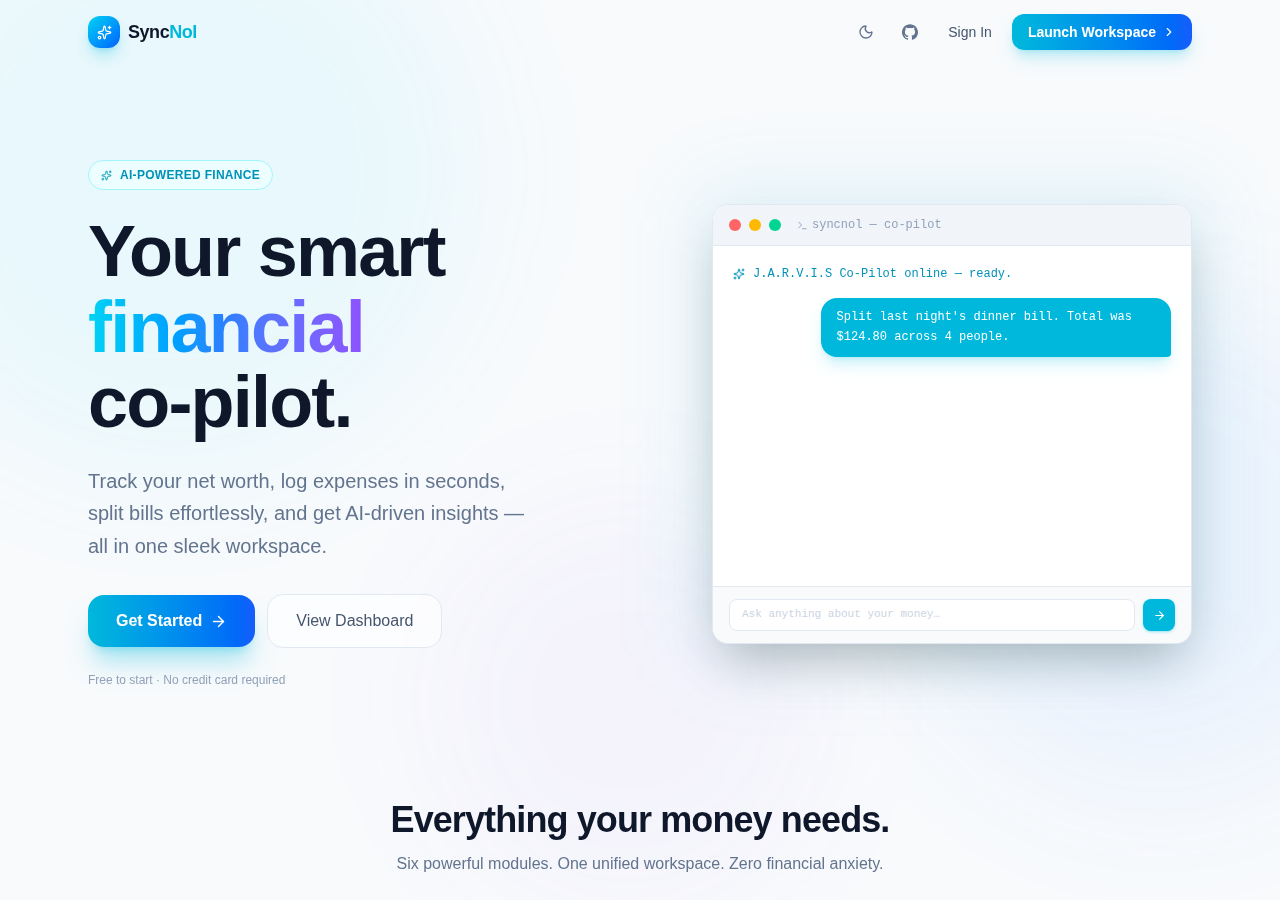 SyncNol
Sign In
Launch Workspace
AI-POWERED FINANCE
Your smart
financial
co-pilot.
Track your net worth, log expenses in seconds,
split bills effortlessly, and get AI-driven insights —
all in one sleek workspace.
Get Started
View Dashboard
Free to start · No credit card required
syncnol — co-pilot
J.A.R.V.I.S Co-Pilot online — ready.
Split last night's dinner bill. Total was
$124.80 across 4 people.
Ask anything about your money…
Everything your money needs.
Six powerful modules. One unified workspace. Zero financial anxiety.